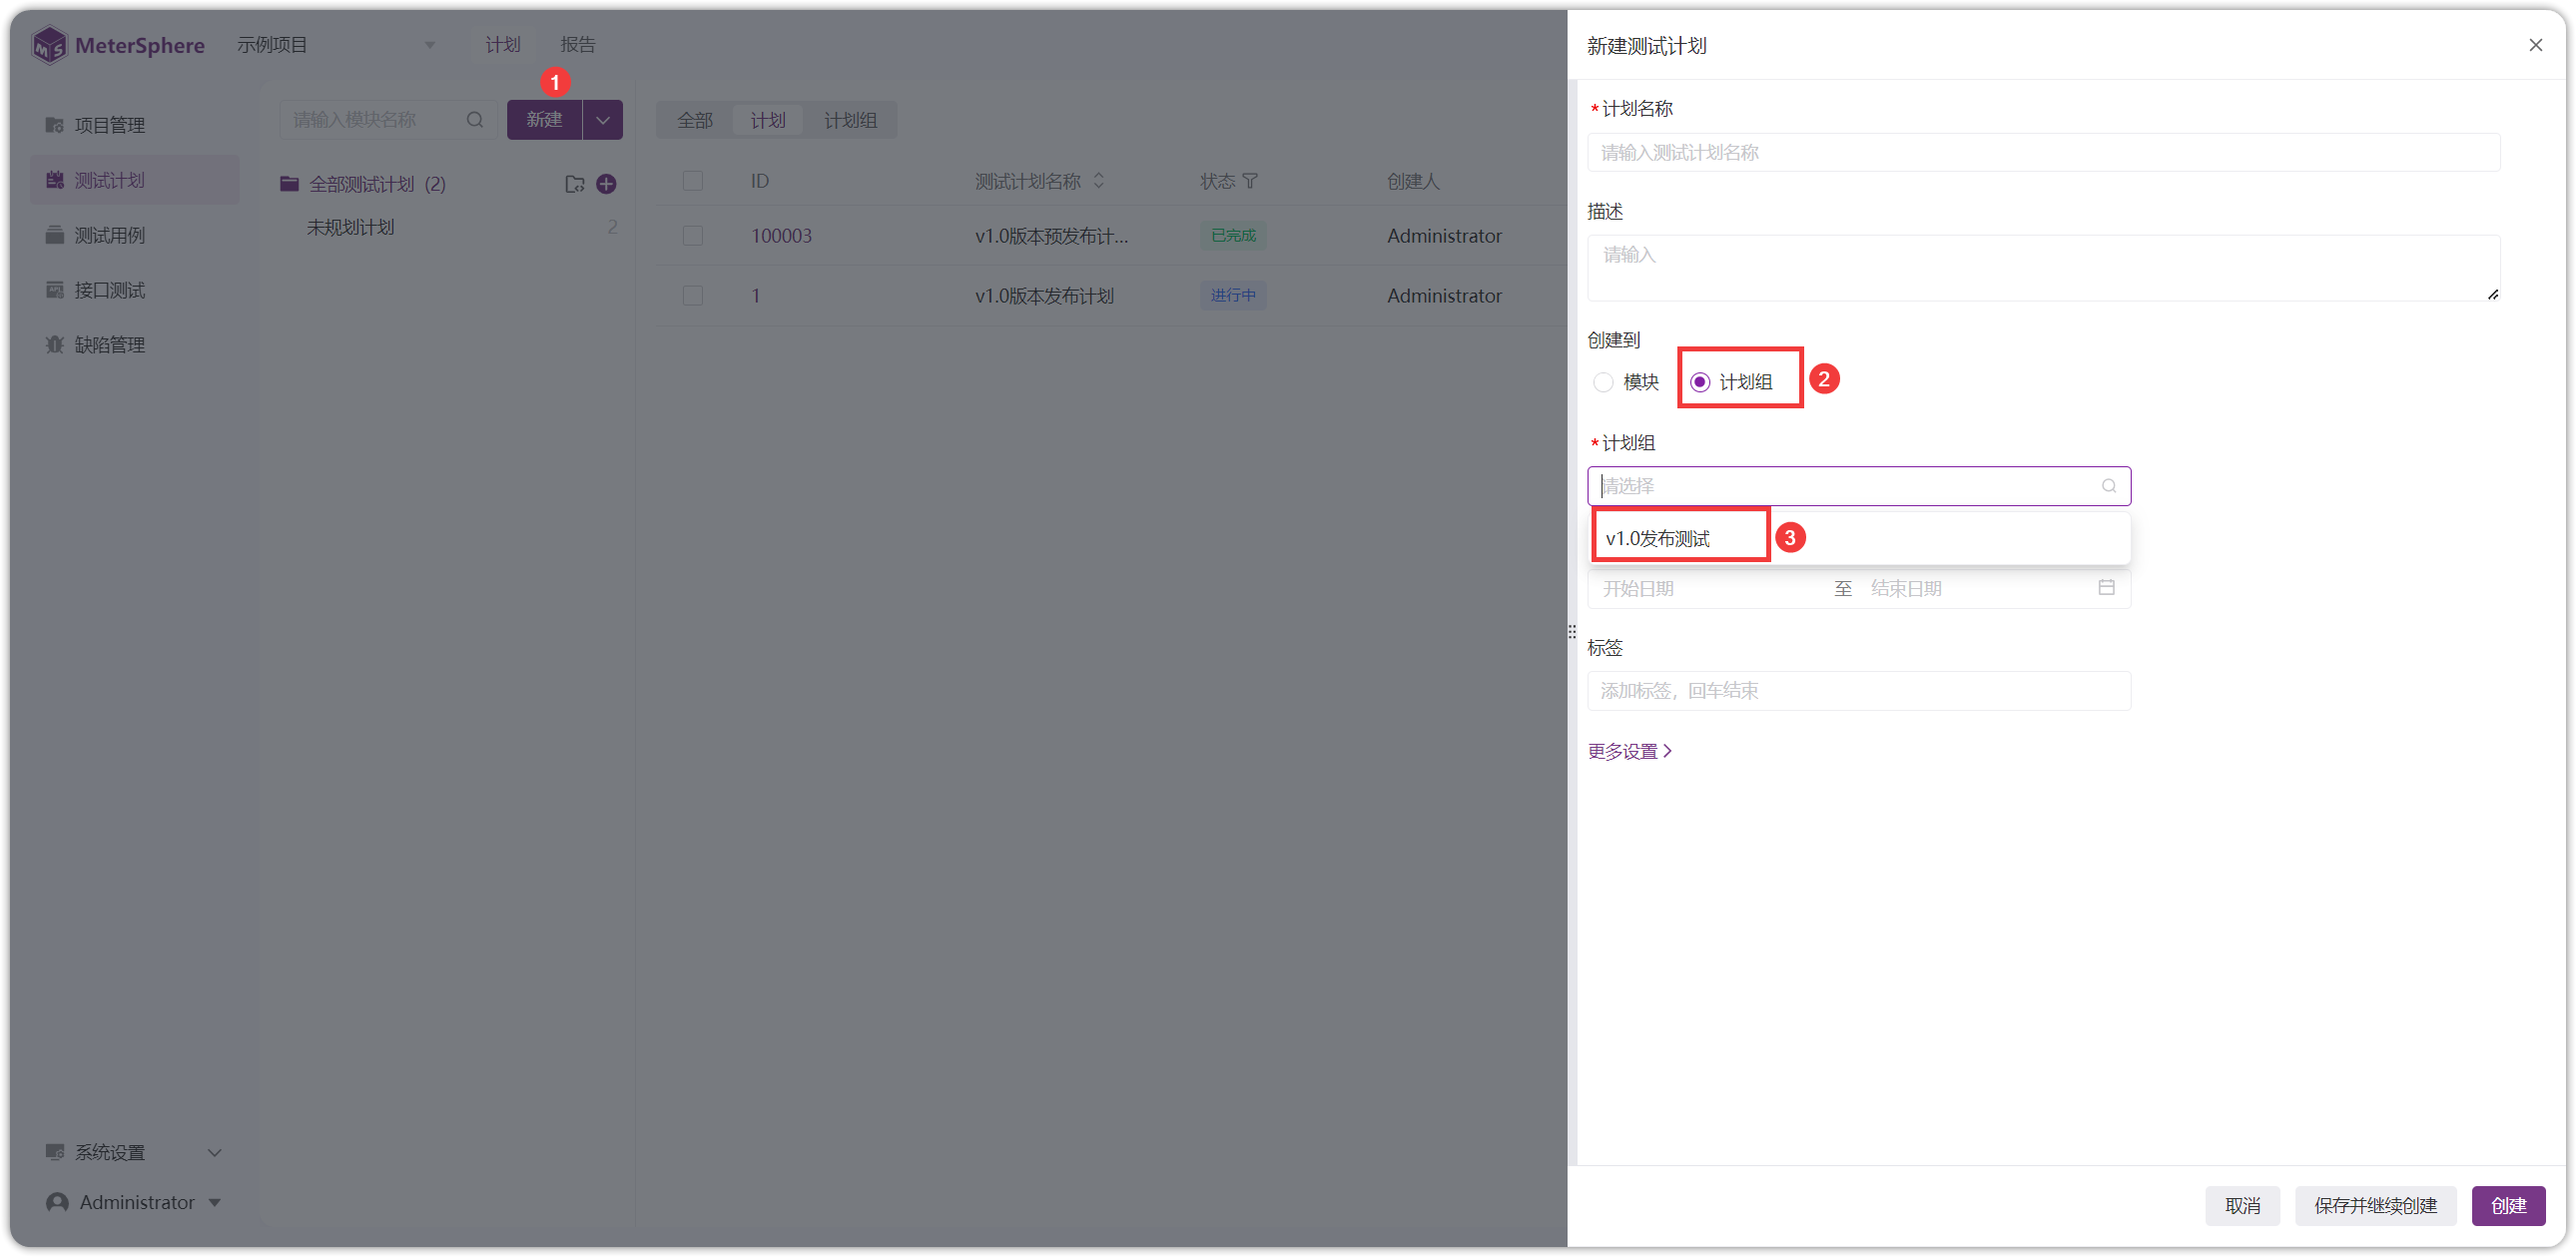 MeterSphere
示例项目
计划
报告
1
项目管理
测试计划
测试用例
接口测试
缺陷管理
系统设置
Administrator
请输入模块名称
新建
全部测试计划 (2)
未规划计划 2
全部 计划 计划组
ID 测试计划名称 状态 创建人
100003 v1.0版本预发布计... 已完成 Administrator
1 v1.0版本发布计划 进行中 Administrator
新建测试计划
* 计划名称
请输入测试计划名称
描述
请输入
创建到
模块 计划组 2
* 计划组
请选择
v1.0发布测试 3
开始日期 至 结束日期
标签
添加标签，回车结束
更多设置
取消 保存并继续创建 创建